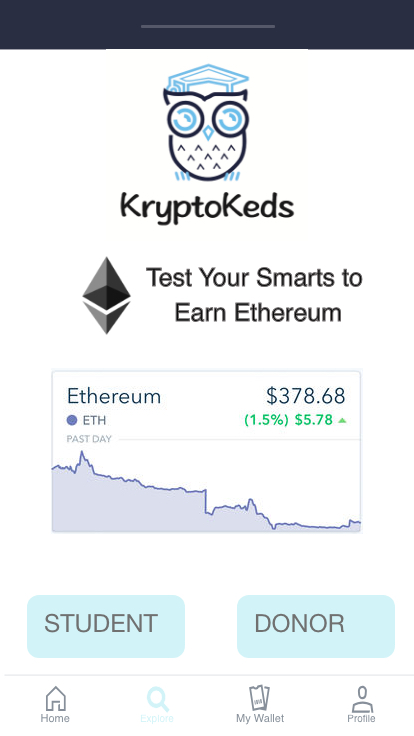 KryptoKeds
Test Your Smarts to
Earn Ethereum
Ethereum $378.68
ETH (1.5%) $5.78
PAST DAY
STUDENT DONOR
Home Explore My Wallet Profile